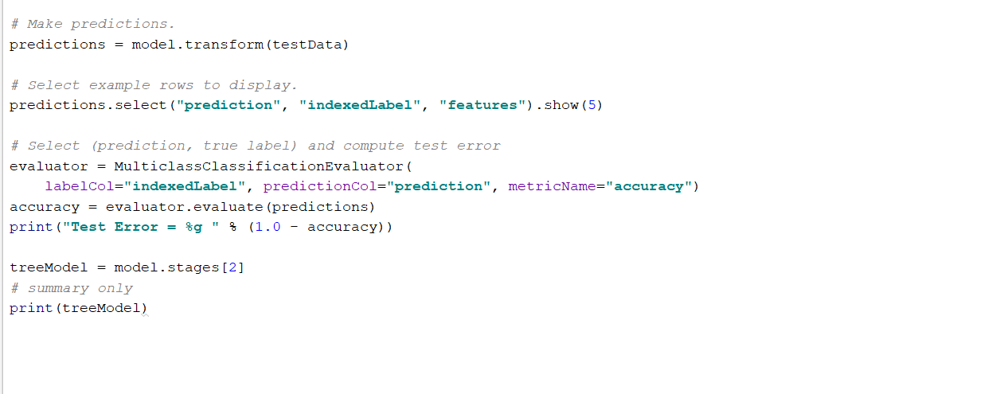 # Make predictions.
predictions = model.transform(testData)
# Select example rows to display.
predictions.select("prediction", "indexedLabel", "features").show(5)
# Select (prediction, true label) and compute test error
evaluator = MulticlassClassificationEvaluator(
    labelCol="indexedLabel", predictionCol="prediction", metricName="accuracy")
accuracy = evaluator.evaluate(predictions)
print("Test Error = %g " % (1.0 - accuracy))
treeModel = model.stages[2]
# summary only
print(treeModel)